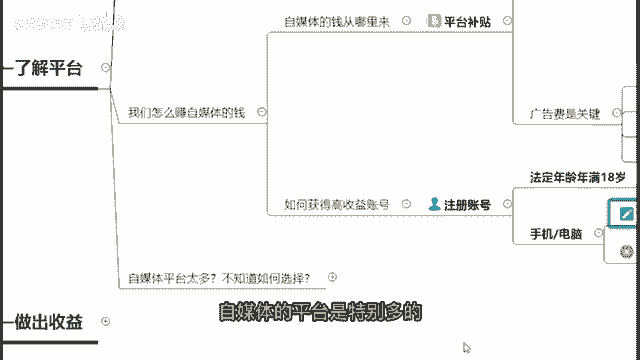 自媒体的钱从哪里来
平台补贴
一了解平台
我们怎么赚自媒体的钱
广告费是关键
法定年龄年满18岁
如何获得高收益账号
注册账号
手机/电脑
自媒体平台太多？不知道如何选择？
自媒体的平台是特别多的
一做出收益